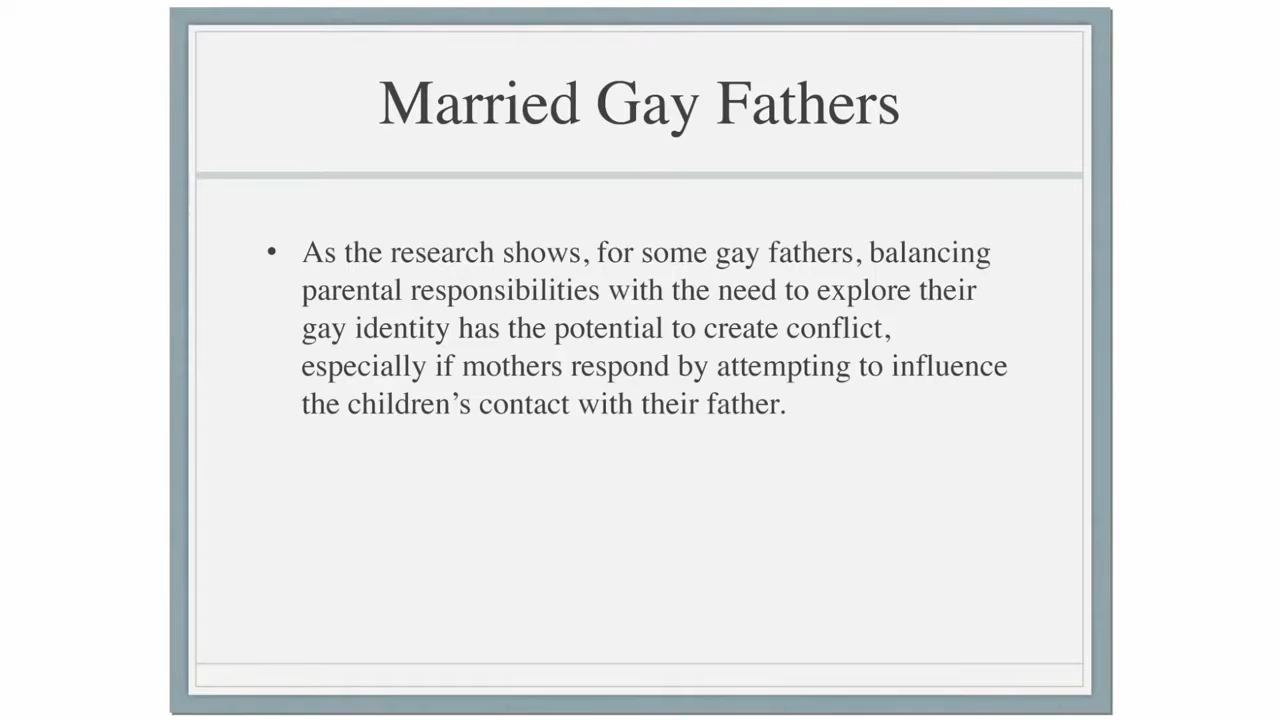 Married Gay Fathers
• As the research shows, for some gay fathers, balancing
parental responsibilities with the need to explore their
gay identity has the potential to create conflict,
especially if mothers respond by attempting to influence
the children’s contact with their father.